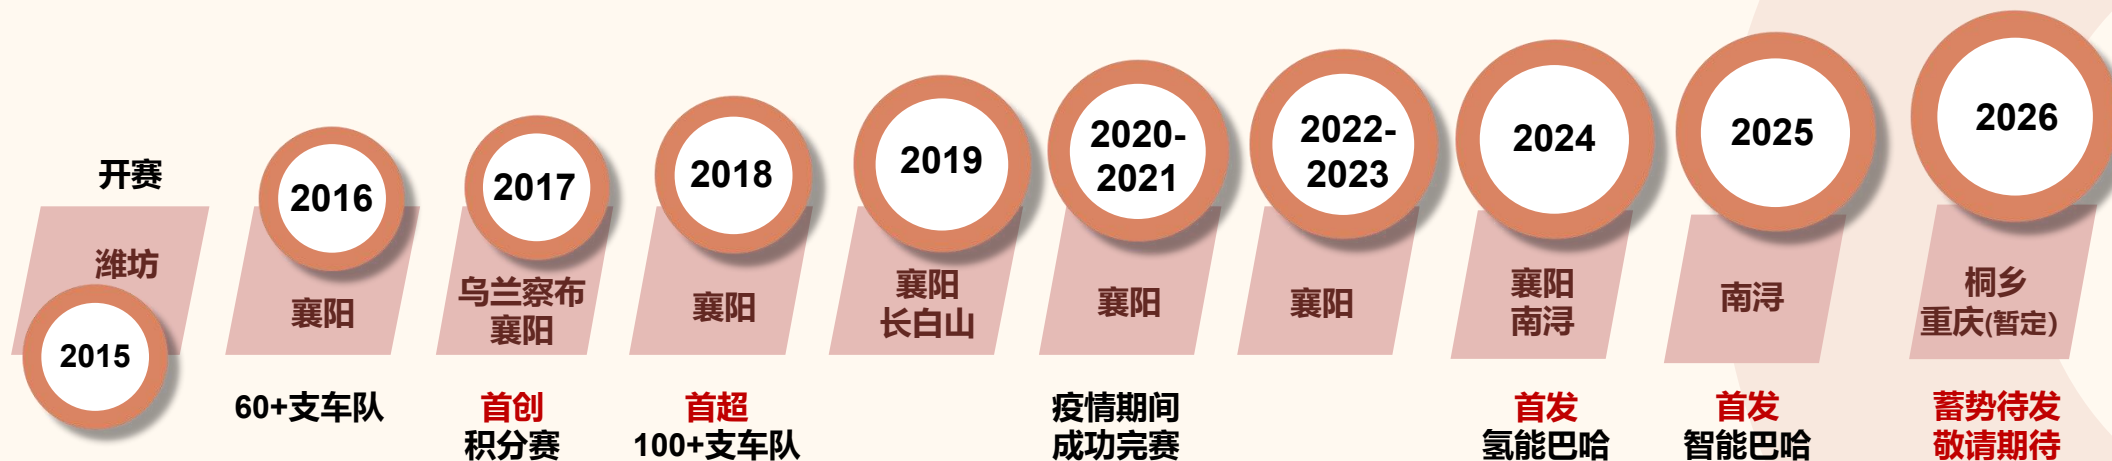 开赛
潍坊
2015
2016
襄阳
60+支车队
2017
乌兰察布
襄阳
首创
积分赛
2018
襄阳
首超
100+支车队
2019
襄阳
长白山
2020-
2021
襄阳
疫情期间
成功完赛
2022-
2023
襄阳
2024
襄阳
南浔
首发
氢能巴哈
2025
南浔
首发
智能巴哈
2026
桐乡
重庆(暂定)
蓄势待发
敬请期待